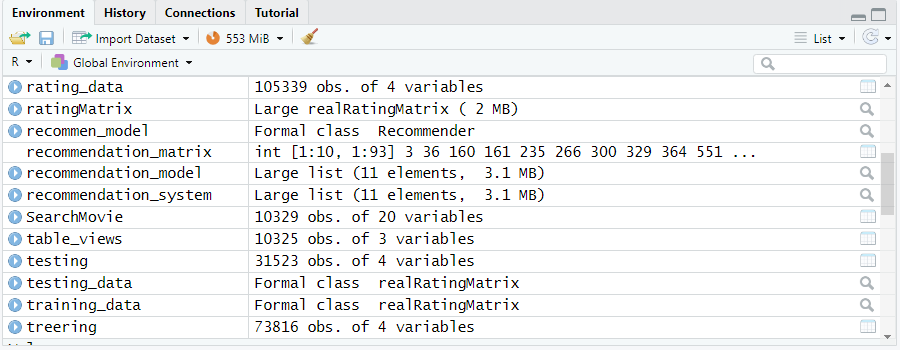 Environment History Connections Tutorial
Import Dataset 553 MiB List
R Global Environment
rating_data 105339 obs. of 4 variables
ratingMatrix Large realRatingMatrix ( 2 MB)
recommen_model Formal class Recommender
recommendation_matrix int [1:10, 1:93] 3 36 160 161 235 266 300 329 364 551 ...
recommendation_model Large list (11 elements, 3.1 MB)
recommendation_system Large list (11 elements, 3.1 MB)
SearchMovie 10329 obs. of 20 variables
table_views 10325 obs. of 3 variables
testing 31523 obs. of 4 variables
testing_data Formal class realRatingMatrix
training_data Formal class realRatingMatrix
treering 73816 obs. of 4 variables